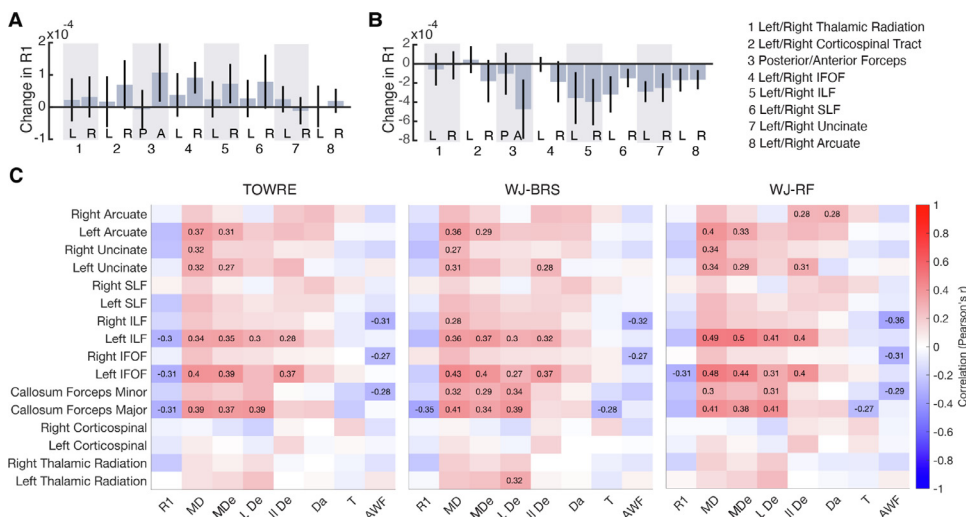 A
×10⁻⁴
Change in R1
2
1
0
-1
L R L R P A L R L R L R L R L R
1 2 3 4 5 6 7 8
B
×10⁻⁴
Change in R1
2
0
-2
-4
-6
-8
L R L R P A L R L R L R L R L R
1 2 3 4 5 6 7 8
1 Left/Right Thalamic Radiation
2 Left/Right Corticospinal Tract
3 Posterior/Anterior Forceps
4 Left/Right IFOF
5 Left/Right ILF
6 Left/Right SLF
7 Left/Right Uncinate
8 Left/Right Arcuate
C
TOWRE WJ-BRS WJ-RF
Right Arcuate 0.28 0.28
Left Arcuate 0.37 0.31 0.36 0.29 0.4 0.33
Right Uncinate 0.32 0.27 0.34
Left Uncinate 0.32 0.27 0.31 0.28 0.34 0.29 0.31
Right SLF
Left SLF
Right ILF -0.31 0.28 -0.32 -0.36
Left ILF -0.3 0.34 0.35 0.3 0.28 0.36 0.37 0.3 0.32 0.49 0.5 0.41 0.4
Right IFOF -0.27 -0.27 -0.31
Left IFOF -0.31 0.4 0.39 0.37 0.43 0.4 0.27 0.37 -0.31 0.48 0.44 0.31 0.4
Callosum Forceps Minor -0.28 0.32 0.29 0.34 0.3 0.31 -0.29
Callosum Forceps Major -0.31 0.39 0.37 0.39 -0.35 0.41 0.34 0.39 -0.28 0.41 0.38 0.41 -0.27
Right Corticospinal
Left Corticospinal
Right Thalamic Radiation
Left Thalamic Radiation 0.32
R1 MD MDe L De II De Da T AWF R1 MD MDe L De II De Da T AWF R1 MD MDe L De II De Da T AWF
1
0.8
0.6
0.4
0.2
0
-0.2
-0.4
-0.6
-0.8
-1
Correlation (Pearson's r)